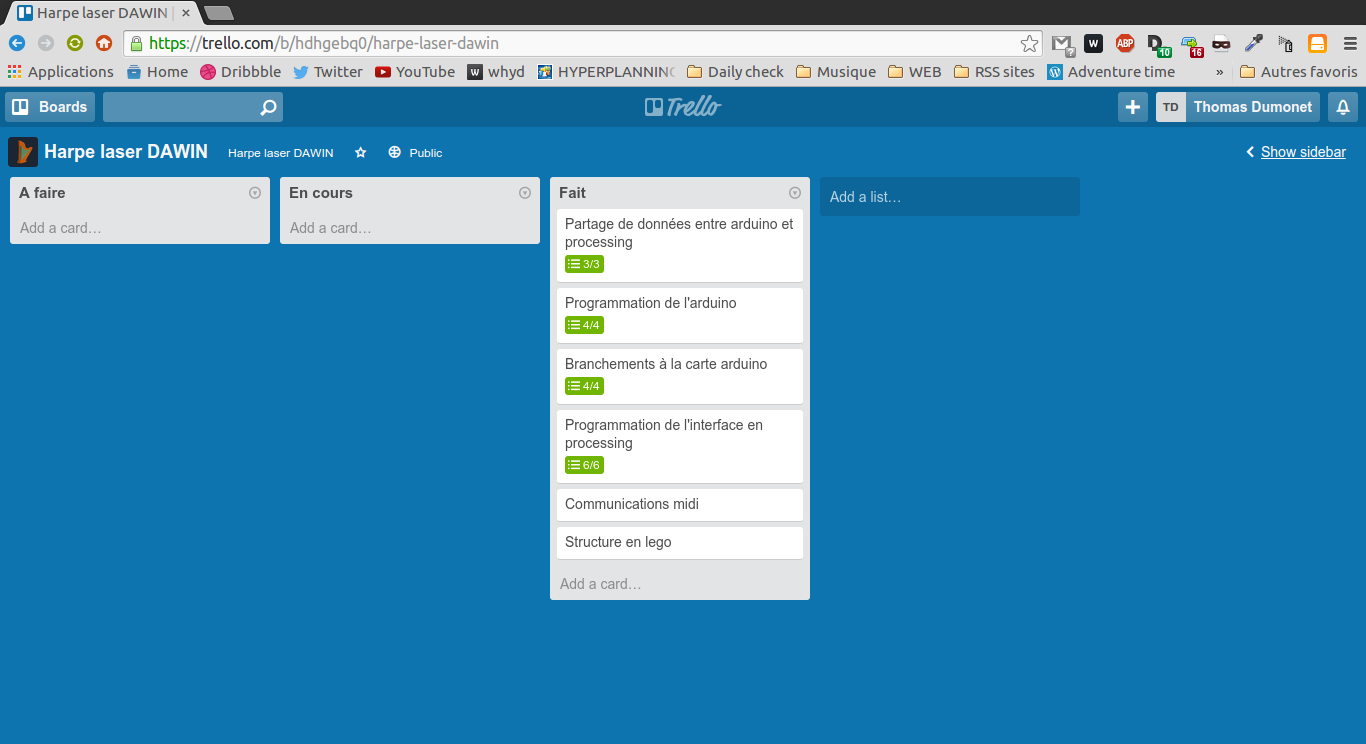 Harpe laser DAWIN
https://trello.com/b/hdhgebq0/harpe-laser-dawin
? W ABP D 10 16
Applications Home Dribbble Twitter YouTube w whyd HYPERPLANNING Daily check Musique WEB RSS sites Adventure time » Autres favoris
Boards Trello TD Thomas Dumonet
Harpe laser DAWIN Harpe laser DAWIN Public Show sidebar
A faire
Add a card…
En cours
Add a card…
Fait
Partage de données entre arduino et
processing
3/3
Programmation de l'arduino
4/4
Branchements à la carte arduino
4/4
Programmation de l'interface en
processing
6/6
Communications midi
Structure en lego
Add a card…
Add a list…